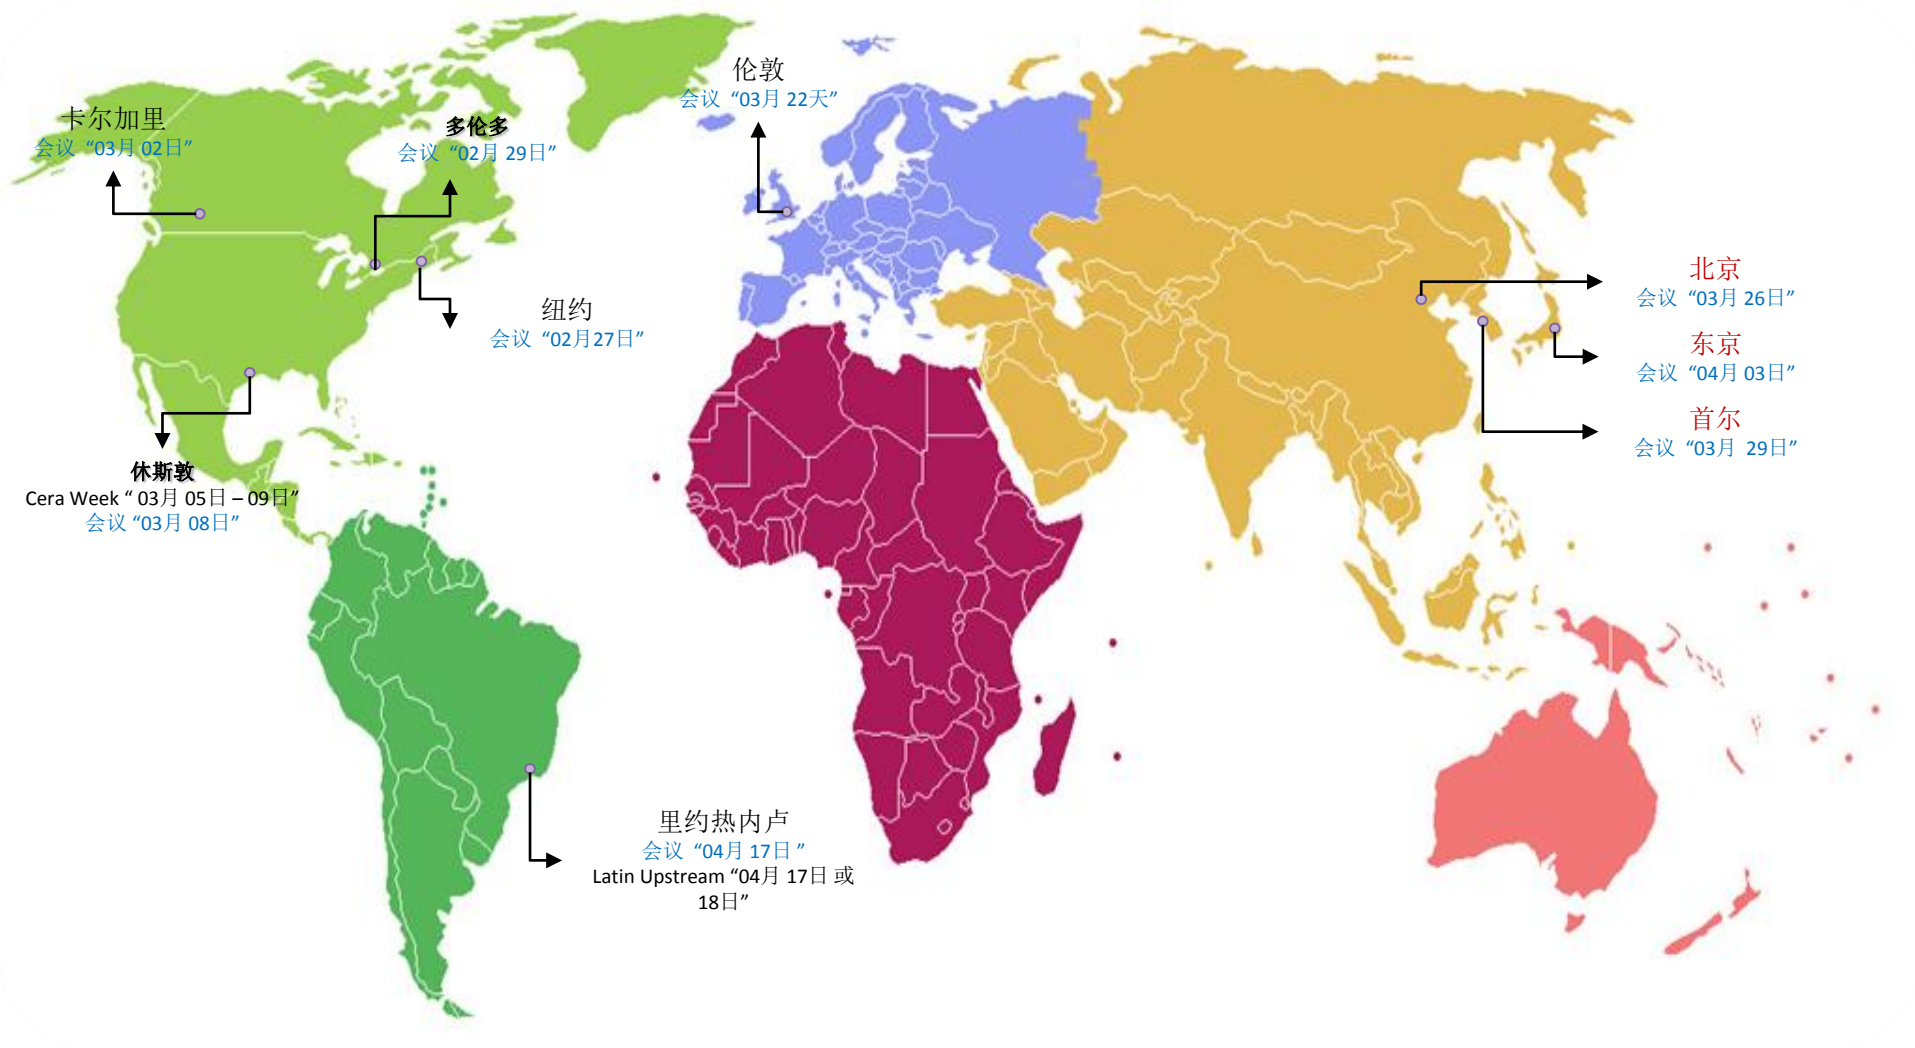 伦敦
会议 “03月 22天”
卡尔加里
会议 “03月 02日”
多伦多
会议 “02月 29日”
纽约
会议 “02月27日”
北京
会议 “03月 26日”
东京
会议 “04月 03日”
首尔
会议 “03月 29日”
休斯敦
Cera Week “ 03月 05日 – 09日”
会议 “03月 08日”
里约热内卢
会议 “04月 17日 ”
Latin Upstream “04月 17日 或
18日”